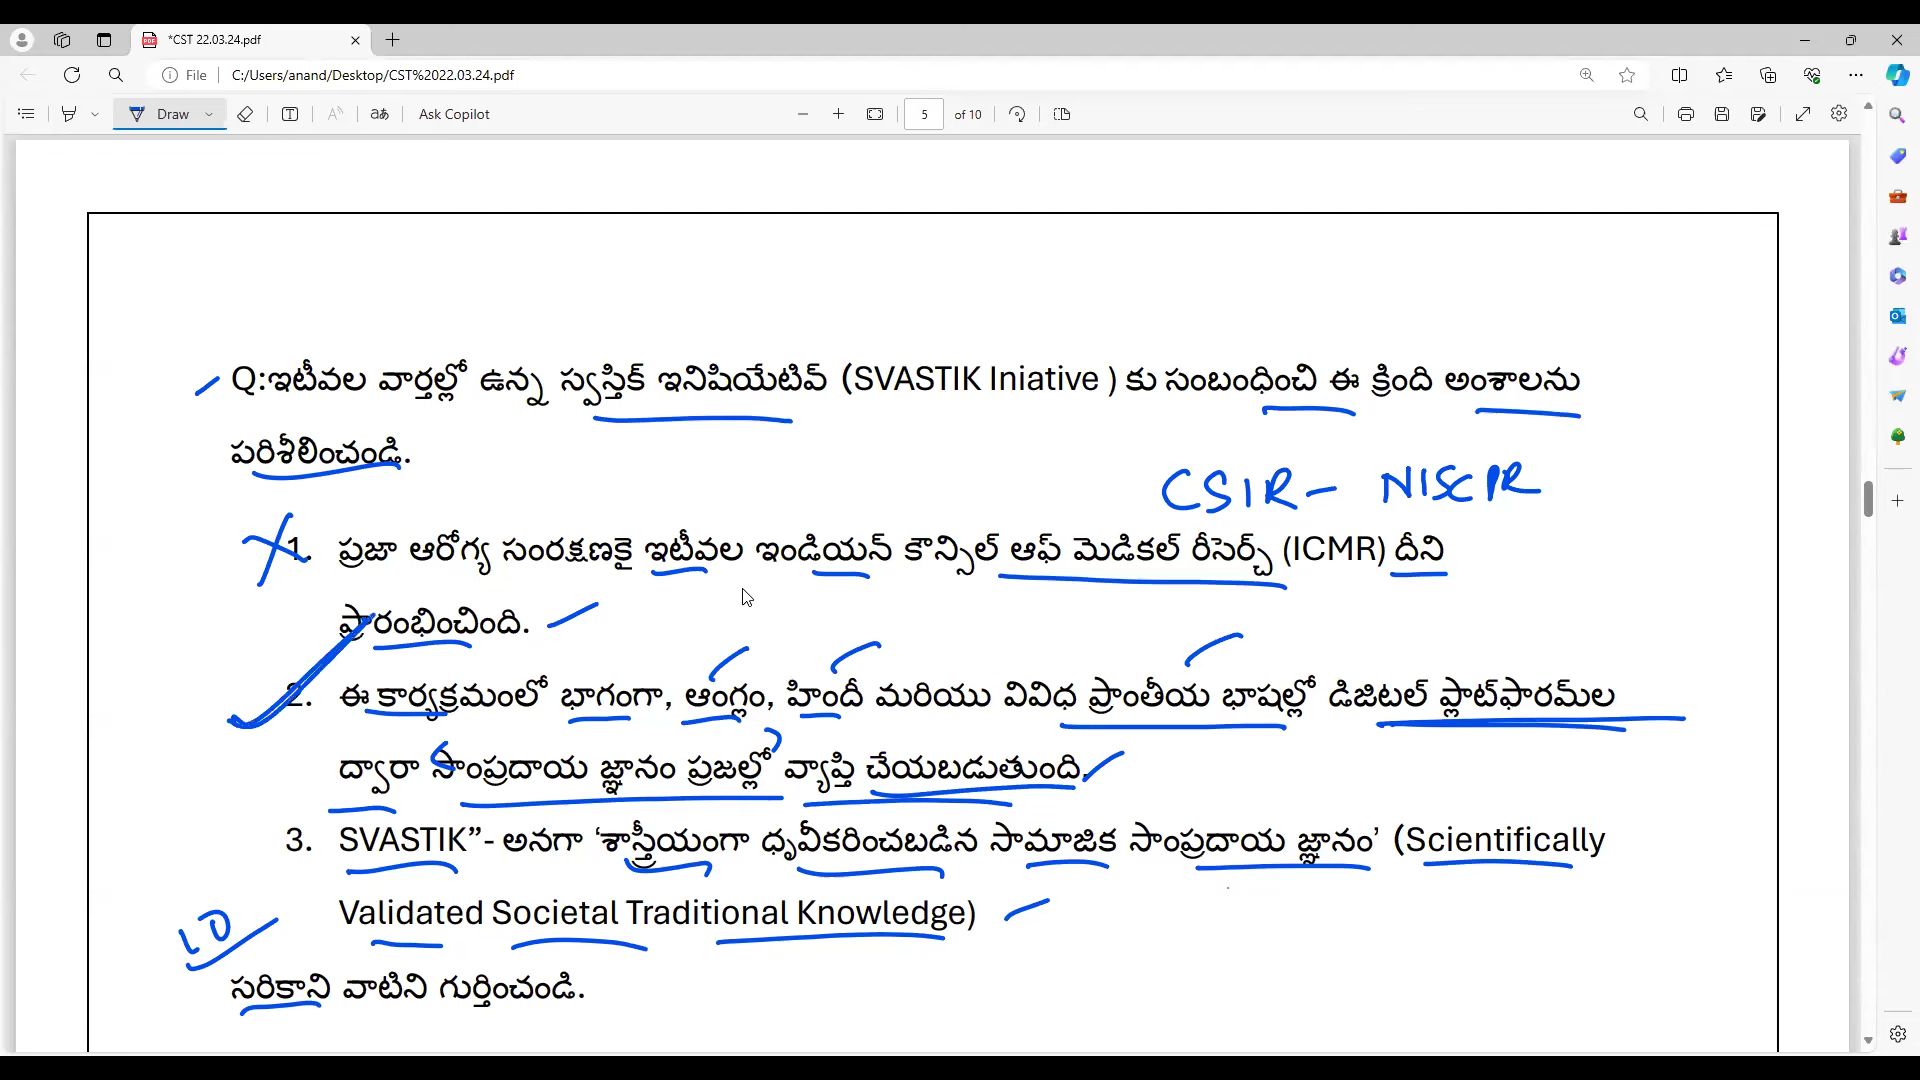 *CST 22.03.24.pdf
File
C:/Users/anand/Desktop/CST%2022.03.24.pdf
Draw
aあ
Ask Copilot
5
of 10
Q:ఇటీవల వార్తల్లో ఉన్న స్వస్తిక్ ఇనిషియేటివ్ (SVASTIK Iniative ) కు సంబంధించి ఈ క్రింది అంశాలను
పరిశీలించండి.
CSIR - NISCPR
1. ప్రజా ఆరోగ్య సంరక్షణకై ఇటీవల ఇండియన్ కౌన్సిల్ ఆఫ్ మెడికల్ రీసెర్చ్ (ICMR) దీని
ప్రారంభించింది.
2. ఈ కార్యక్రమంలో భాగంగా, ఆంగ్లం, హిందీ మరియు వివిధ ప్రాంతీయ భాషల్లో డిజిటల్ ప్లాట్‌ఫారమ్‌ల
ద్వారా సాంప్రదాయ జ్ఞానం ప్రజల్లో వ్యాప్తి చేయబడుతుంది.
3. SVASTIK”- అనగా ‘శాస్త్రీయంగా ధృవీకరించబడిన సామాజిక సాంప్రదాయ జ్ఞానం’ (Scientifically
Validated Societal Traditional Knowledge)
సరికాని వాటిని గుర్తించండి.